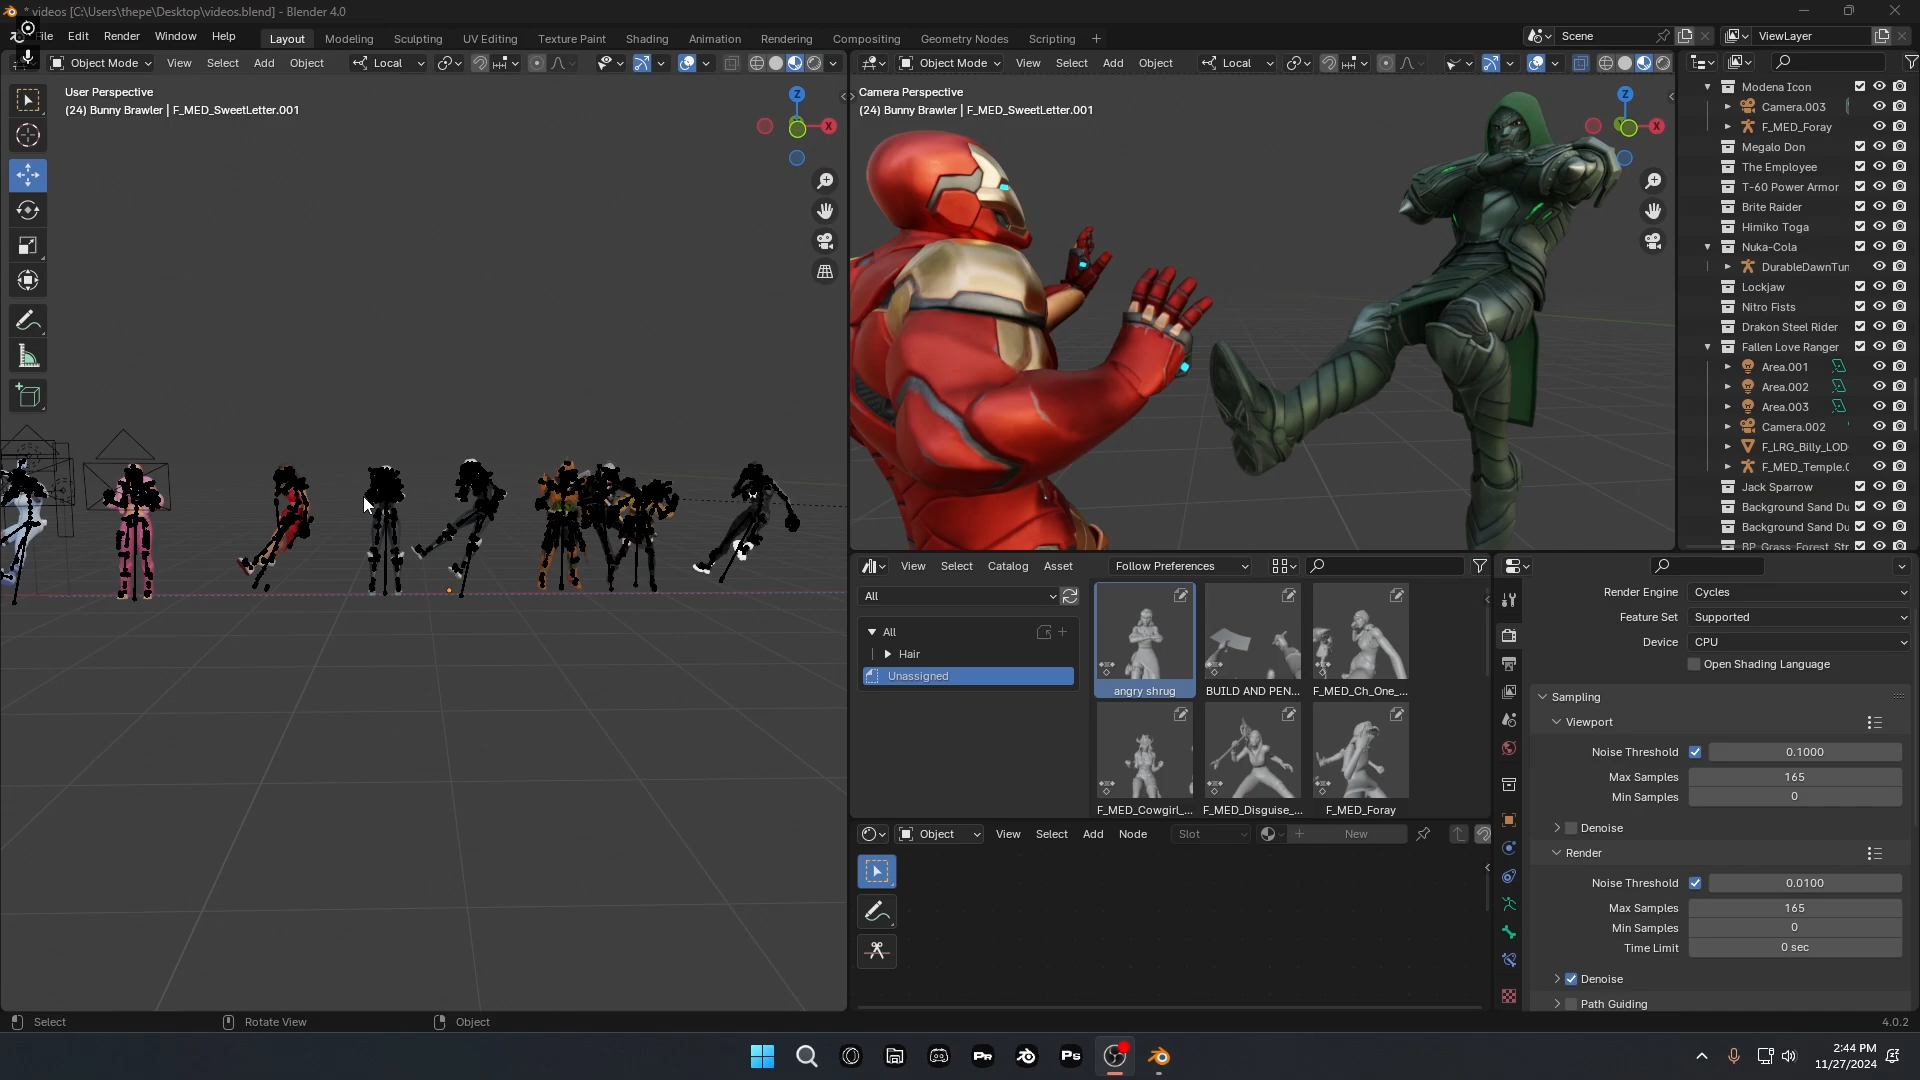 * videos [C:\Users\thepe\Desktop\videos.blend] - Blender 4.0
File Edit Render Window Help
Layout Modeling Sculpting UV Editing Texture Paint Shading Animation Rendering Compositing Geometry Nodes Scripting +
Scene
ViewLayer
Object Mode View Select Add Object Local
Object Mode View Select Add Object Local
User Perspective
(24) Bunny Brawler | F_MED_SweetLetter.001
Z
X
Camera Perspective
(24) Bunny Brawler | F_MED_SweetLetter.001
Z
X
Modena Icon
Camera.003
F_MED_Foray
Megalo Don
The Employee
T-60 Power Armor
Brite Raider
Himiko Toga
Nuka-Cola
DurableDawnTun
Lockjaw
Nitro Fists
Drakon Steel Rider
Fallen Love Ranger
Area.001
Area.002
Area.003
Camera.002
F_LRG_Billy_LOD
F_MED_Temple.0
Jack Sparrow
Background Sand Du
Background Sand Du
BP_Grass_Forest_Str
View Select Catalog Asset Follow Preferences
All
All
Hair
Unassigned
angry shrug
BUILD AND PEN...
F_MED_Ch_One_...
F_MED_Cowgirl_...
F_MED_Disguise_...
F_MED_Foray
Object View Select Add Node Slot New
Render Engine Cycles
Feature Set Supported
Device CPU
Open Shading Language
Sampling
Viewport
Noise Threshold 0.1000
Max Samples 165
Min Samples 0
Denoise
Render
Noise Threshold 0.0100
Max Samples 165
Min Samples 0
Time Limit 0 sec
Denoise
Path Guiding
Select
Rotate View
Object
4.0.2
Pr
Ps
2:44 PM
11/27/2024